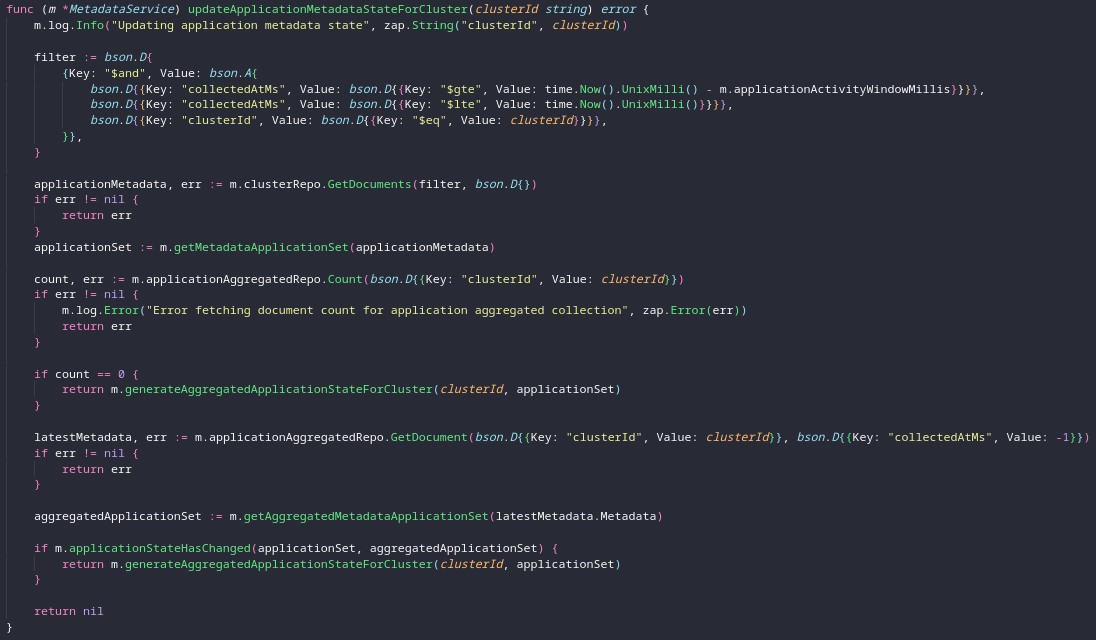 func (m *MetadataService) updateApplicationMetadataStateForCluster(clusterId string) error {
    m.log.Info("Updating application metadata state", zap.String("clusterId", clusterId))

    filter := bson.D{
        {Key: "$and", Value: bson.A{
            bson.D{{Key: "collectedAtMs", Value: bson.D{{Key: "$gte", Value: time.Now().UnixMilli() - m.applicationActivityWindowMillis}}}},
            bson.D{{Key: "collectedAtMs", Value: bson.D{{Key: "$lte", Value: time.Now().UnixMilli()}}}},
            bson.D{{Key: "clusterId", Value: bson.D{{Key: "$eq", Value: clusterId}}}},
        }},
    }

    applicationMetadata, err := m.clusterRepo.GetDocuments(filter, bson.D{})
    if err != nil {
        return err
    }
    applicationSet := m.getMetadataApplicationSet(applicationMetadata)

    count, err := m.applicationAggregatedRepo.Count(bson.D{{Key: "clusterId", Value: clusterId}})
    if err != nil {
        m.log.Error("Error fetching document count for application aggregated collection", zap.Error(err))
        return err
    }

    if count == 0 {
        return m.generateAggregatedApplicationStateForCluster(clusterId, applicationSet)
    }

    latestMetadata, err := m.applicationAggregatedRepo.GetDocument(bson.D{{Key: "clusterId", Value: clusterId}}, bson.D{{Key: "collectedAtMs", Value: -1}})
    if err != nil {
        return err
    }

    aggregatedApplicationSet := m.getAggregatedMetadataApplicationSet(latestMetadata.Metadata)

    if m.applicationStateHasChanged(applicationSet, aggregatedApplicationSet) {
        return m.generateAggregatedApplicationStateForCluster(clusterId, applicationSet)
    }

    return nil
}